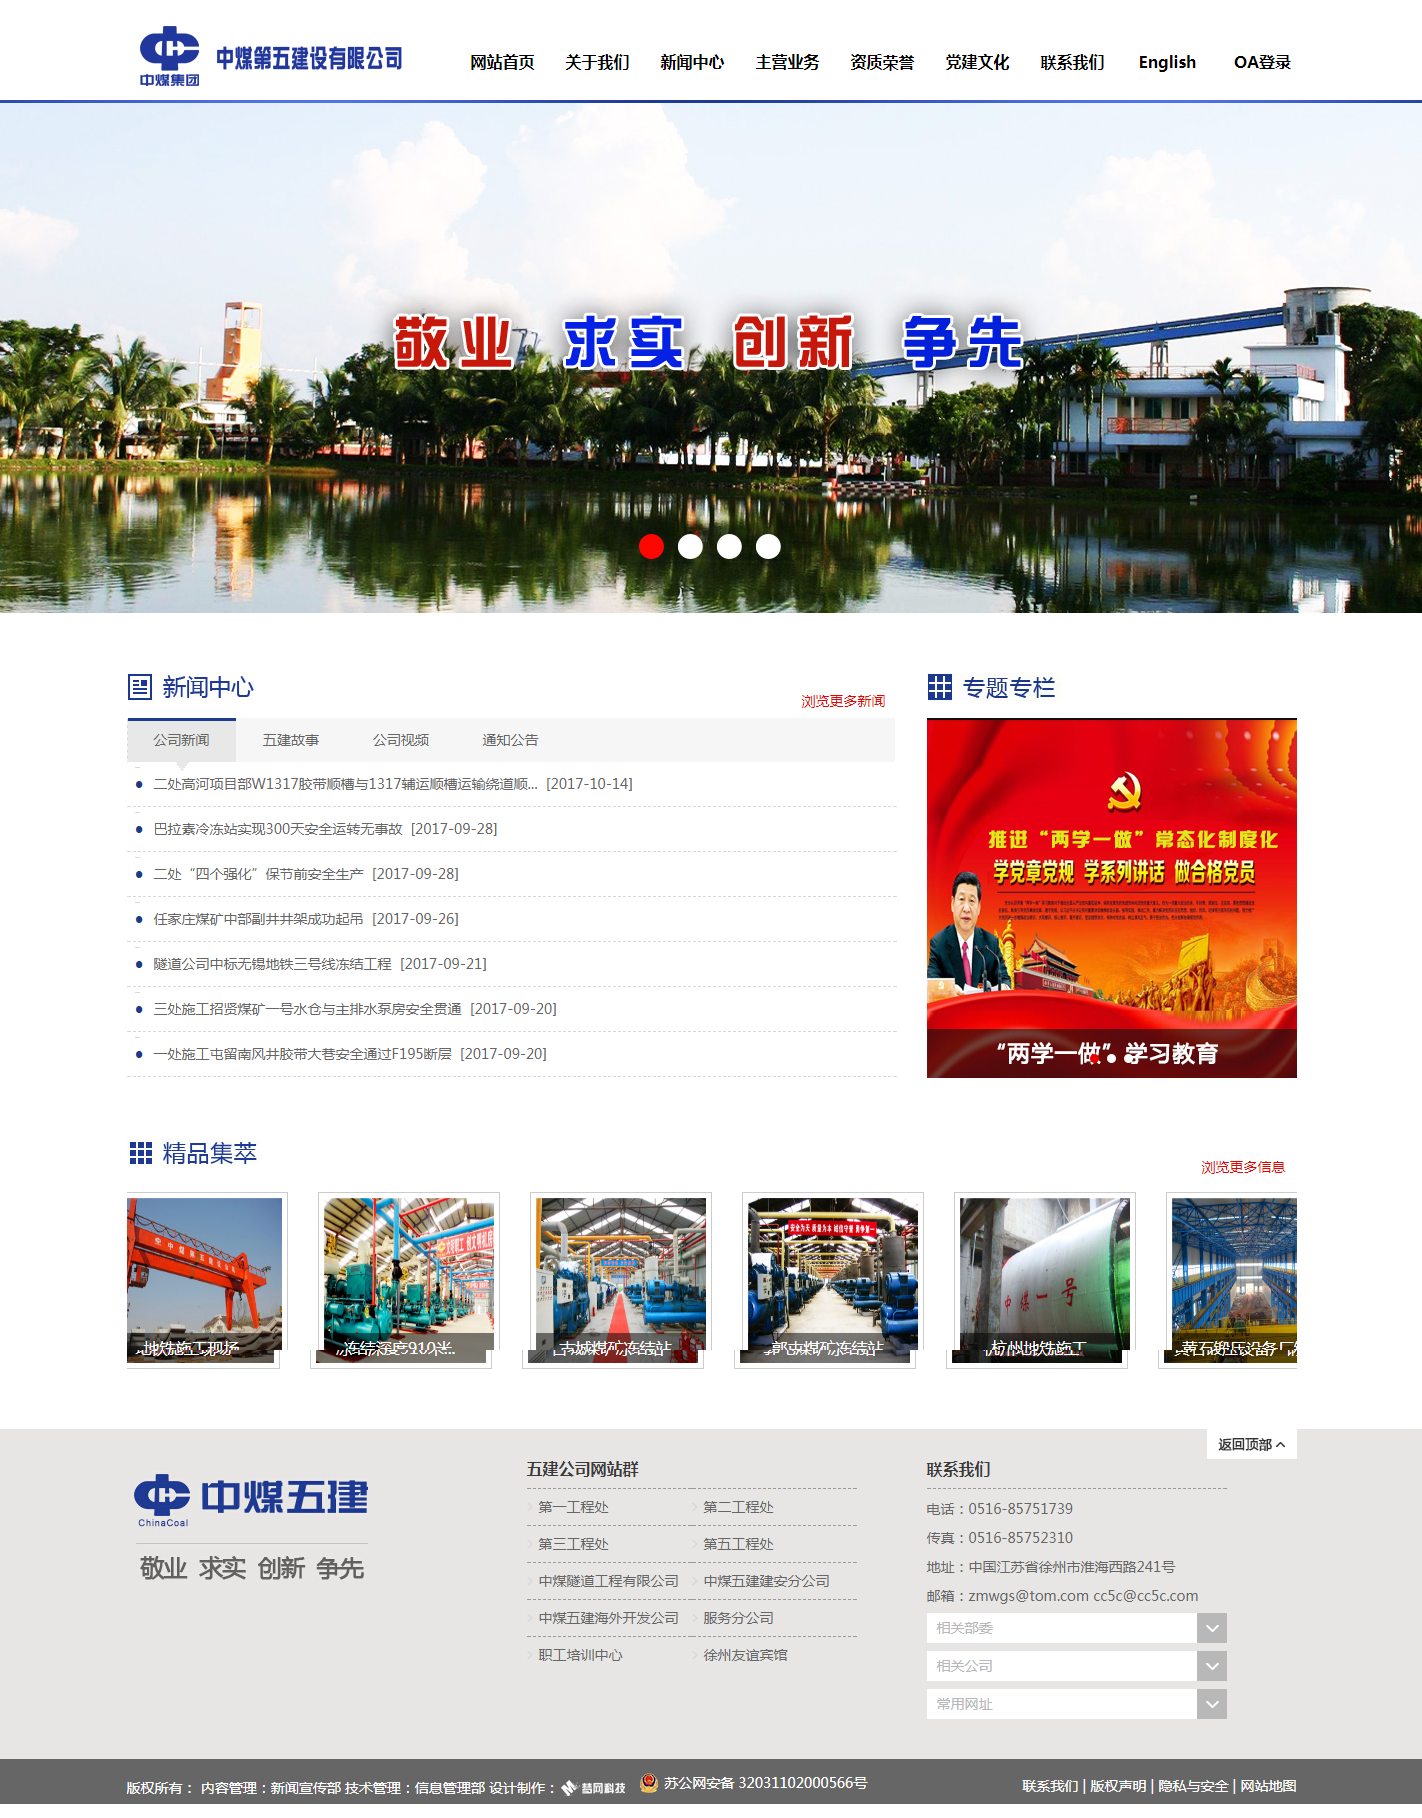 中煤集团
中煤第五建设有限公司
网站首页 关于我们 新闻中心 主营业务 资质荣誉 党建文化 联系我们 English OA登录
敬业 求实 创新 争先
新闻中心
浏览更多新闻
公司新闻 五建故事 公司视频 通知公告
二处高河项目部W1317胶带顺槽与1317辅运顺槽运输绕道顺... [2017-10-14]
巴拉素冷冻站实现300天安全运转无事故 [2017-09-28]
二处“四个强化”保节前安全生产 [2017-09-28]
任家庄煤矿中部副井井架成功起吊 [2017-09-26]
隧道公司中标无锡地铁三号线冻结工程 [2017-09-21]
三处施工招贤煤矿一号水仓与主排水泵房安全贯通 [2017-09-20]
一处施工屯留南风井胶带大巷安全通过F195断层 [2017-09-20]
专题专栏
推进“两学一做”常态化制度化
学党章党规 学系列讲话 做合格党员
“两学一做”学习教育
精品集萃
浏览更多信息
中煤第五建设有限
安全为天 质量为本 诚信守誉 勇争第一
中煤一号
地铁施工现场
冻结深度910米...
古城煤矿冻结站
郭屯煤矿冻结站
杭州地铁施工
返回顶部
中煤五建
ChinaCoal
敬业 求实 创新 争先
五建公司网站群
第一工程处 第二工程处
第三工程处 第五工程处
中煤隧道工程有限公司 中煤五建建安分公司
中煤五建海外开发公司 服务分公司
职工培训中心 徐州友谊宾馆
联系我们
电话：0516-85751739
传真：0516-85752310
地址：中国江苏省徐州市淮海西路241号
邮箱：zmwgs@tom.com cc5c@cc5c.com
相关部委
相关公司
常用网址
版权所有： 内容管理：新闻宣传部 技术管理：信息管理部 设计制作： 慧网科技 苏公网安备 32031102000566号
联系我们 | 版权声明 | 隐私与安全 | 网站地图